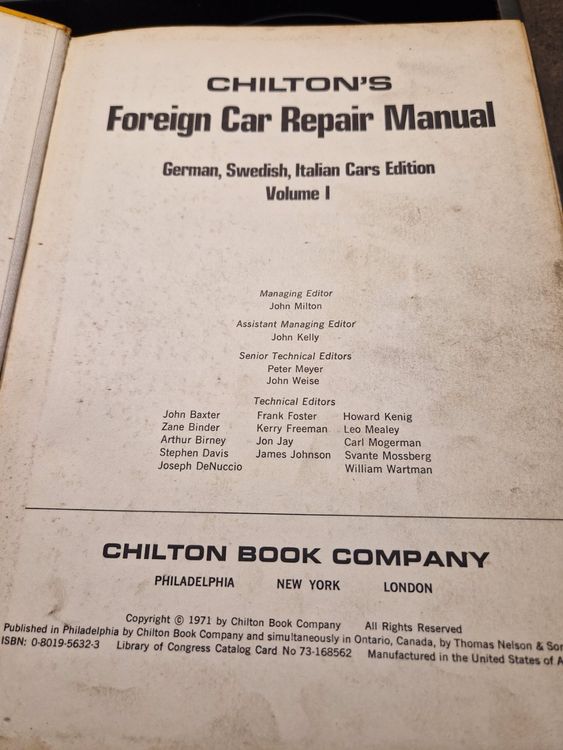 CHILTON'S
Foreign Car Repair Manual
German, Swedish, Italian Cars Edition
Volume I
Managing Editor
John Milton
Assistant Managing Editor
John Kelly
Senior Technical Editors
Peter Meyer
John Weise
Technical Editors
John Baxter Frank Foster Howard Kenig
Zane Binder Kerry Freeman Leo Mealey
Arthur Birney Jon Jay Carl Mogerman
Stephen Davis James Johnson Svante Mossberg
Joseph DeNuccio William Wartman
CHILTON BOOK COMPANY
PHILADELPHIA NEW YORK LONDON
Copyright © 1971 by Chilton Book Company All Rights Reserved
Published in Philadelphia by Chilton Book Company and simultaneously in Ontario, Canada, by Thomas Nelson & Son
ISBN: 0-8019-5632-3 Library of Congress Catalog Card No 73-168562 Manufactured in the United States of A